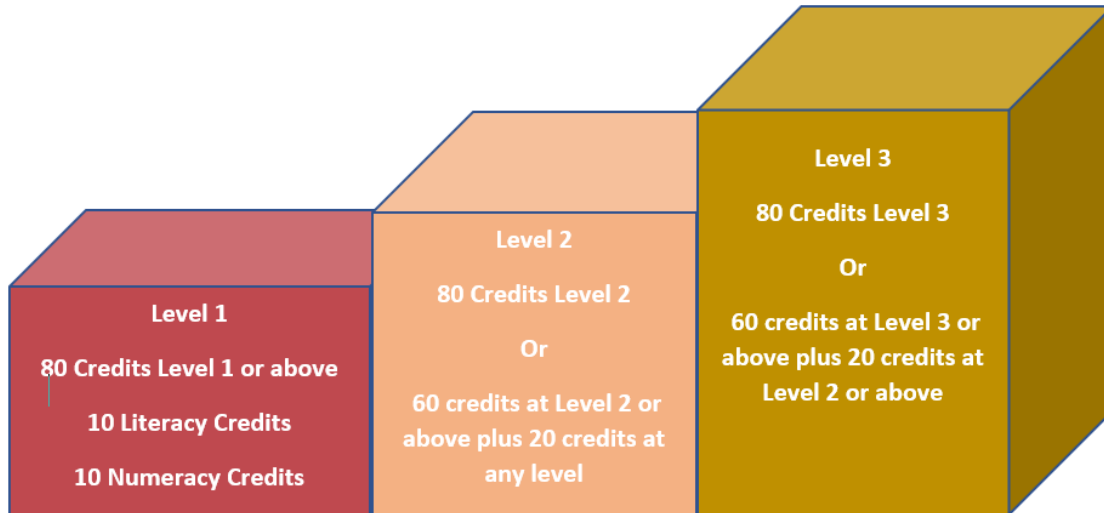 Level 1
80 Credits Level 1 or above
10 Literacy Credits
10 Numeracy Credits
Level 2
80 Credits Level 2
Or
60 credits at Level 2 or
above plus 20 credits at
any level
Level 3
80 Credits Level 3
Or
60 credits at Level 3 or
above plus 20 credits at
Level 2 or above